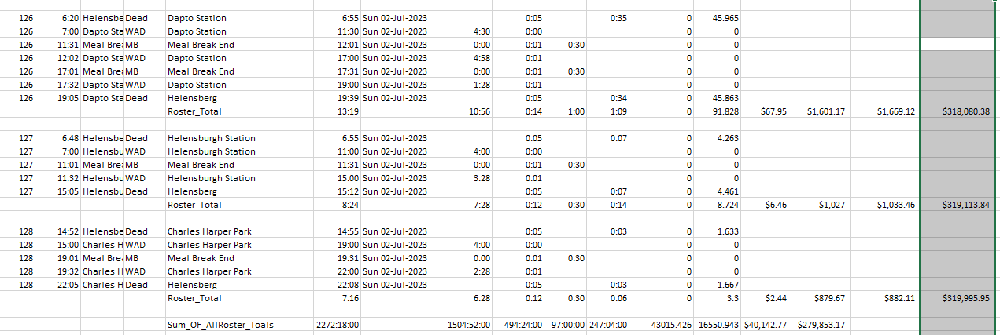 126 6:20 Helensbe Dead Dapto Station 6:55 Sun 02-Jul-2023 0:05 0:35 0 45.965
126 7:00 Dapto Sta WAD Dapto Station 11:30 Sun 02-Jul-2023 4:30 0:00 0 0
126 11:31 Meal Brea MB Meal Break End 12:01 Sun 02-Jul-2023 0:00 0:01 0:30 0 0
126 12:02 Dapto Sta WAD Dapto Station 17:00 Sun 02-Jul-2023 4:58 0:01 0 0
126 17:01 Meal Brea MB Meal Break End 17:31 Sun 02-Jul-2023 0:00 0:01 0:30 0 0
126 17:32 Dapto Sta WAD Dapto Station 19:00 Sun 02-Jul-2023 1:28 0:01 0 0
126 19:05 Dapto Sta Dead Helensberg 19:39 Sun 02-Jul-2023 0:05 0:34 0 45.863
Roster_Total 13:19 10:56 0:14 1:00 1:09 0 91.828 $67.95 $1,601.17 $1,669.12 $318,080.38
127 6:48 Helensbe Dead Helensburgh Station 6:55 Sun 02-Jul-2023 0:05 0:07 0 4.263
127 7:00 Helensbu WAD Helensburgh Station 11:00 Sun 02-Jul-2023 4:00 0:00 0 0
127 11:01 Meal Brea MB Meal Break End 11:31 Sun 02-Jul-2023 0:00 0:01 0:30 0 0
127 11:32 Helensbu WAD Helensburgh Station 15:00 Sun 02-Jul-2023 3:28 0:01 0 0
127 15:05 Helensbu Dead Helensberg 15:12 Sun 02-Jul-2023 0:05 0:07 0 4.461
Roster_Total 8:24 7:28 0:12 0:30 0:14 0 8.724 $6.46 $1,027 $1,033.46 $319,113.84
128 14:52 Helensbe Dead Charles Harper Park 14:55 Sun 02-Jul-2023 0:05 0:03 0 1.633
128 15:00 Charles H WAD Charles Harper Park 19:00 Sun 02-Jul-2023 4:00 0:00 0 0
128 19:01 Meal Brea MB Meal Break End 19:31 Sun 02-Jul-2023 0:00 0:01 0:30 0 0
128 19:32 Charles H WAD Charles Harper Park 22:00 Sun 02-Jul-2023 2:28 0:01 0 0
128 22:05 Charles H Dead Helensberg 22:08 Sun 02-Jul-2023 0:05 0:03 0 1.667
Roster_Total 7:16 6:28 0:12 0:30 0:06 0 3.3 $2.44 $879.67 $882.11 $319,995.95
Sum_OF_AllRoster_Toals 2272:18:00 1504:52:00 494:24:00 97:00:00 247:04:00 43015.426 16550.943 $40,142.77 $279,853.17